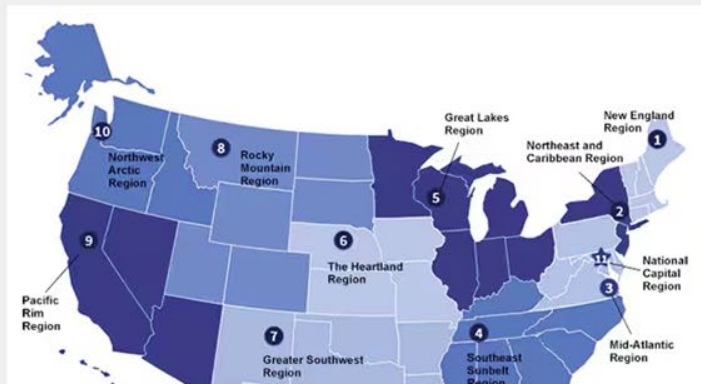 New England
Region
1
Great Lakes
Region
Northeast and
Caribbean Region
10
Northwest
Arctic
Region
8
Rocky
Mountain
Region
5
2
9
6
The Heartland
Region
11
National
Capital
Region
3
Pacific
Rim
Region
7
Greater Southwest
Region
4
Southeast
Sunbelt
Region
Mid-Atlantic
Region